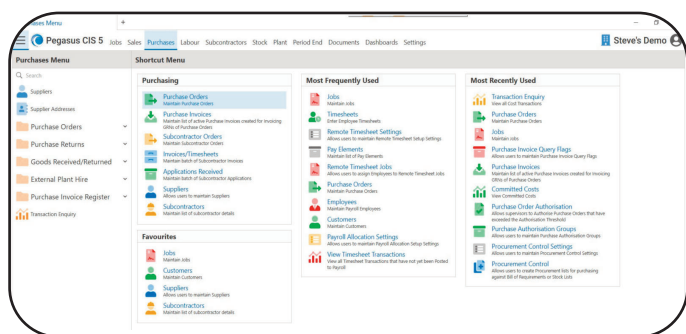 Purchases Menu
Pegasus CIS 5 Jobs Sales Purchases Labour Subcontractors Stock Plant Period End Documents Dashboards Settings Steve's Demo
Purchases Menu
Search
Suppliers
Supplier Addresses
Purchase Orders
Purchase Returns
Goods Received/Returned
External Plant Hire
Purchase Invoice Register
Transaction Enquiry
Shortcut Menu
Purchasing
Purchase Orders
Maintain Purchase Orders
Purchase Invoices
Maintain list of active Purchase Invoices created for invoicing
GRNs of Purchase Orders
Subcontractor Orders
Maintain Subcontractor Orders
Invoices/Timesheets
Maintain batch of Subcontractor Invoices
Applications Received
Maintain batch of Subcontractor Applications
Suppliers
Allows users to maintain Suppliers
Subcontractors
Maintain list of subcontractor details
Favourites
Jobs
Maintain Jobs
Customers
Maintain Customers
Suppliers
Allows users to maintain Suppliers
Subcontractors
Maintain list of subcontractor details
Most Frequently Used
Jobs
Maintain Jobs
Timesheets
Enter Employee Timesheets
Remote Timesheet Settings
Allows users to maintain Remote Timesheet Setup Settings
Pay Elements
Maintain list of Pay Elements
Remote Timesheet Jobs
Allows users to assign Employees to Remote Timesheet Jobs
Purchase Orders
Maintain Purchase Orders
Employees
Maintain Payroll Employees
Customers
Maintain Customers
Payroll Allocation Settings
Allows users to maintain Payroll Allocation Setup Settings
View Timesheet Transactions
View all Timesheet Transactions that have not yet been Posted
to Payroll
Most Recently Used
Transaction Enquiry
View all Cost Transactions
Purchase Orders
Maintain Purchase Orders
Jobs
Maintain Jobs
Purchase Invoice Query Flags
Allows users to maintain Purchase Invoice Query Flags
Purchase Invoices
Maintain list of active Purchase Invoices created for invoicing
GRNs of Purchase Orders
Committed Costs
View Committed Costs
Purchase Order Authorisation
Allows supervisors to Authorise Purchase Orders that have
exceeded the Authorisation Threshold
Purchase Authorisation Groups
Allows users to maintain Purchase Authorisation Groups
Procurement Control Settings
Allows users to maintain Procurement Control Settings
Procurement Control
Allows users to create Procurement lists for purchasing
against Bill of Requirements or Stock Lists